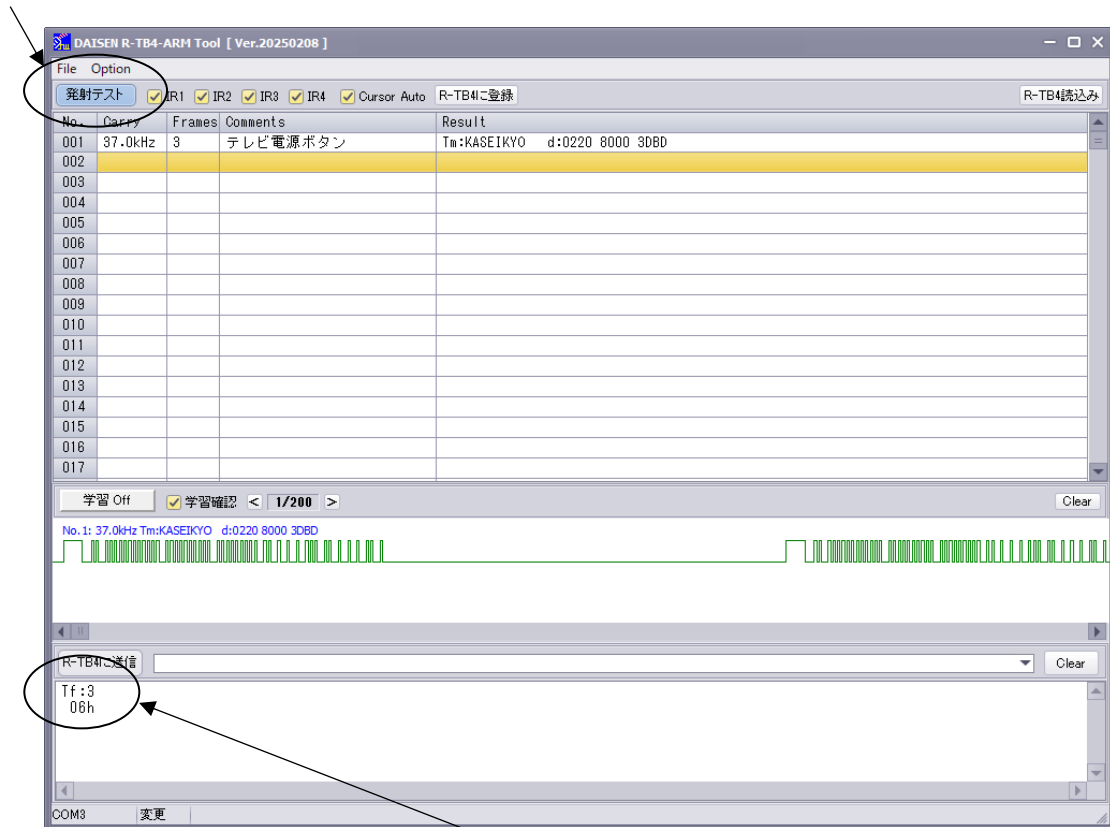 DAISEN R-TB4-ARM Tool [ Ver.20250208 ]
File Option
発射テスト IR1 IR2 IR3 IR4 Cursor Auto R-TB4に登録 R-TB4読込み
No. Carry Frames Comments Result
001 37.0kHz 3 テレビ電源ボタン Tm:KASEIKYO d:0220 8000 3DBD
002
003
004
005
006
007
008
009
010
011
012
013
014
015
016
017
学習 Off 学習確認 < 1/200 > Clear
No.1: 37.0kHz Tm:KASEIKYO d:0220 8000 3DBD
R-TB4に送信 Clear
Tf:3
06h
COM3 変更